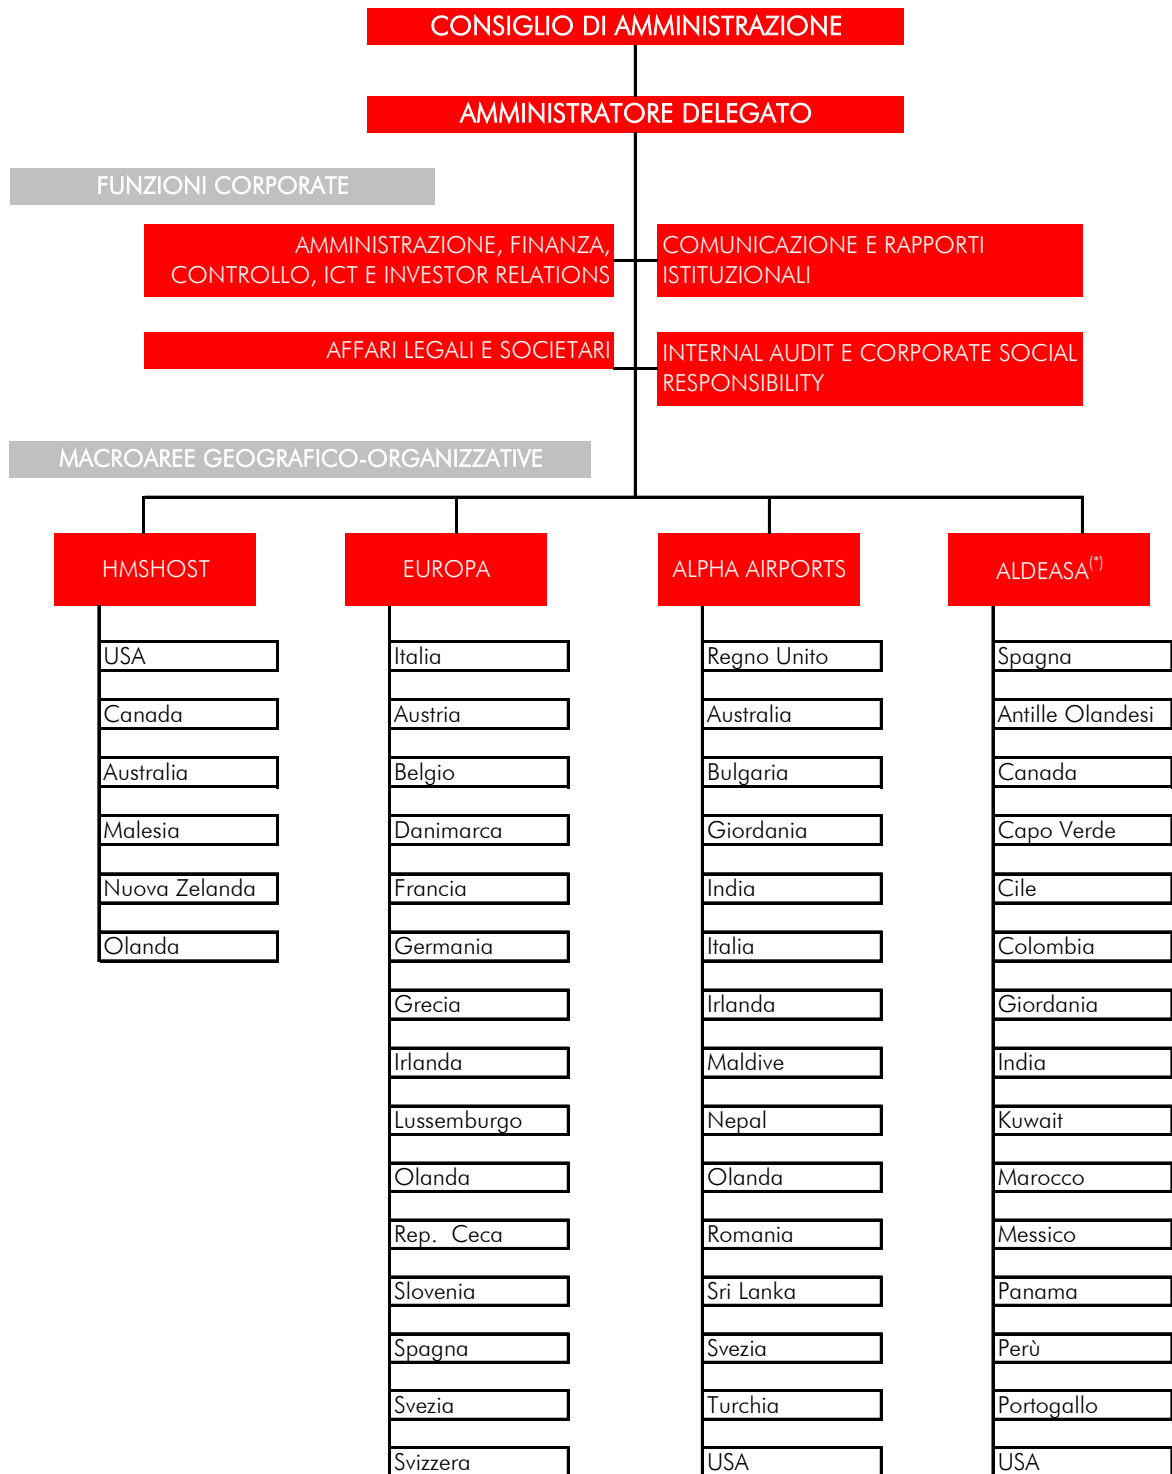 CONSIGLIO DI AMMINISTRAZIONE
AMMINISTRATORE DELEGATO
FUNZIONI CORPORATE
AMMINISTRAZIONE, FINANZA,
CONTROLLO, ICT E INVESTOR RELATIONS
COMUNICAZIONE E RAPPORTI
ISTITUZIONALI
AFFARI LEGALI E SOCIETARI
INTERNAL AUDIT E CORPORATE SOCIAL
RESPONSIBILITY
MACROAREE GEOGRAFICO-ORGANIZZATIVE
HMSHOST
USA
Canada
Australia
Malesia
Nuova Zelanda
Olanda
EUROPA
Italia
Austria
Belgio
Danimarca
Francia
Germania
Grecia
Irlanda
Lussemburgo
Olanda
Rep.  Ceca
Slovenia
Spagna
Svezia
Svizzera
ALPHA AIRPORTS
Regno Unito
Australia
Bulgaria
Giordania
India
Italia
Irlanda
Maldive
Nepal
Olanda
Romania
Sri Lanka
Svezia
Turchia
USA
ALDEASA(*)
Spagna
Antille Olandesi
Canada
Capo Verde
Cile
Colombia
Giordania
India
Kuwait
Marocco
Messico
Panama
Perù
Portogallo
USA